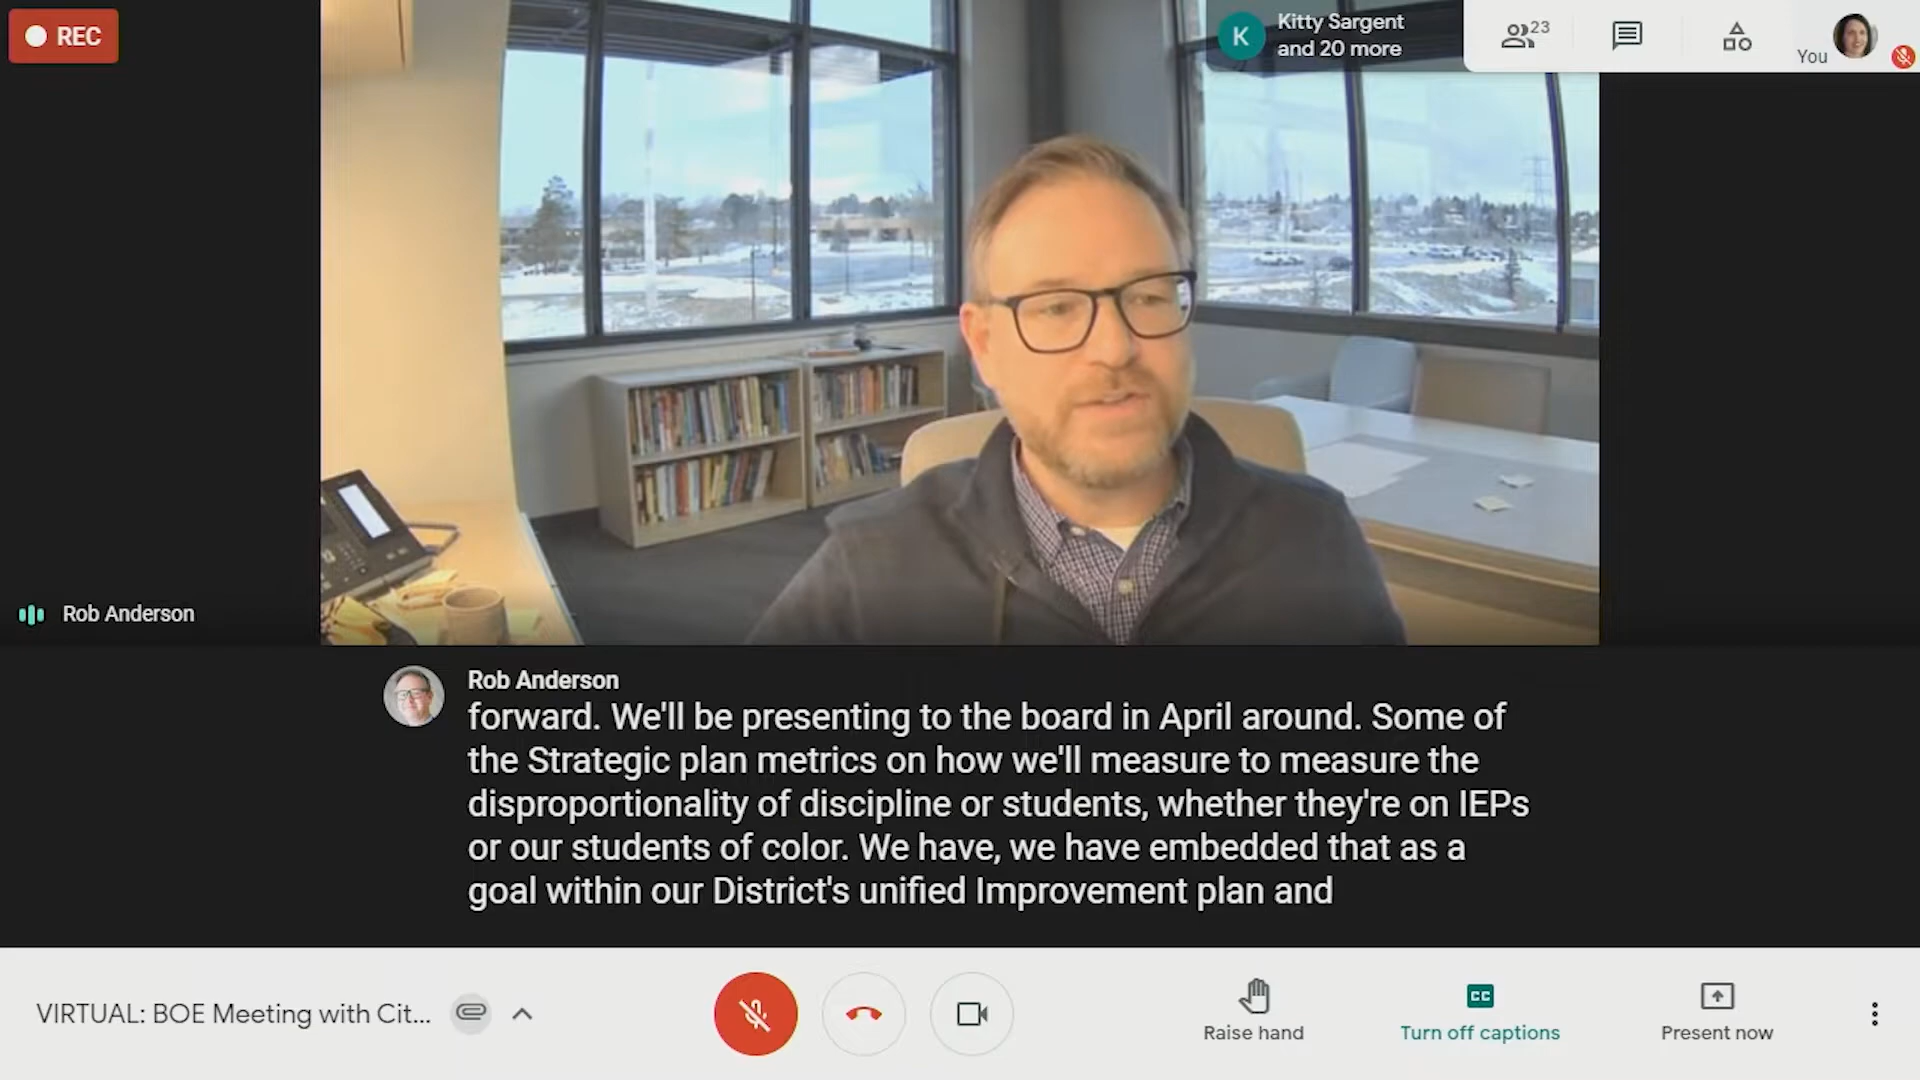 REC
Kitty Sargent
and 20 more
K
23
You
Rob Anderson
Rob Anderson
forward. We'll be presenting to the board in April around. Some of
the Strategic plan metrics on how we'll measure to measure the
disproportionality of discipline or students, whether they're on IEPs
or our students of color. We have, we have embedded that as a
goal within our District's unified Improvement plan and
VIRTUAL: BOE Meeting with Cit...
Raise hand
CC
Turn off captions
Present now